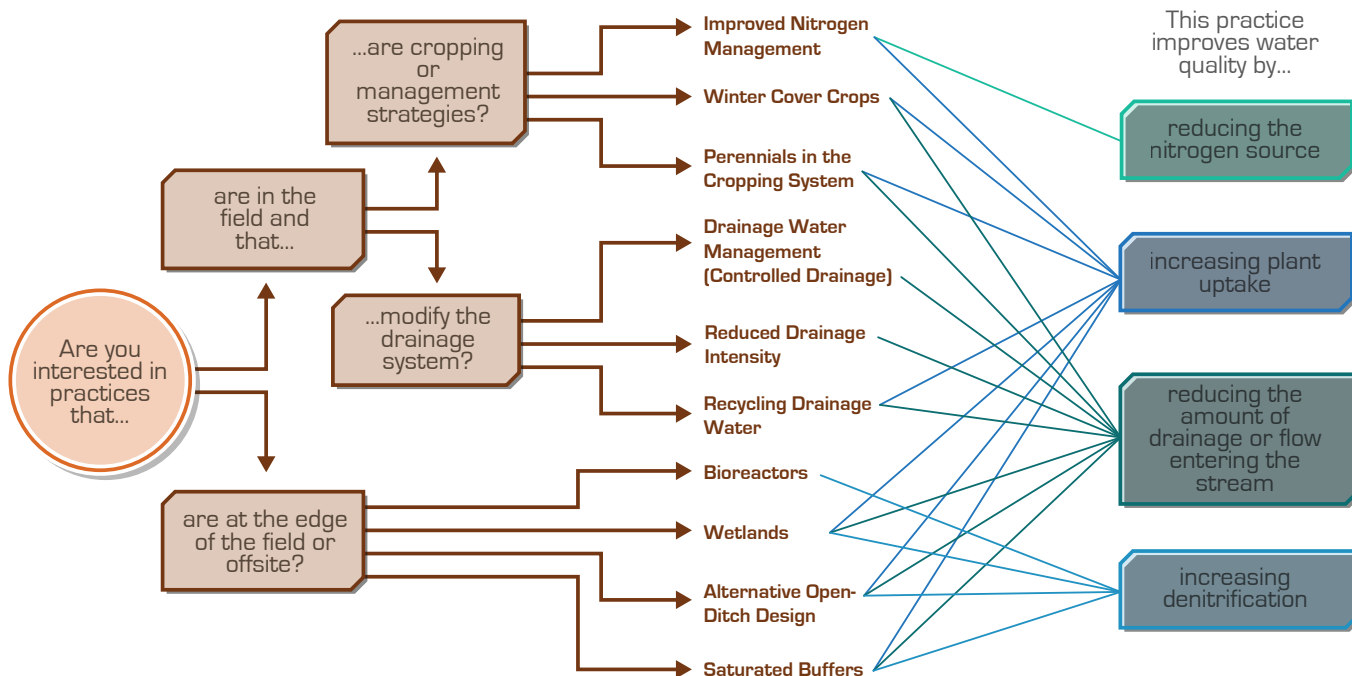 Are you
interested in
practices
that...
are in the
field and
that...
are at the edge
of the field or
offsite?
...are cropping
or
management
strategies?
...modify the
drainage
system?
Improved Nitrogen
Management
Winter Cover Crops
Perennials in the
Cropping System
Drainage Water
Management
(Controlled Drainage)
Reduced Drainage
Intensity
Recycling Drainage
Water
Bioreactors
Wetlands
Alternative Open-
Ditch Design
Saturated Buffers
This practice
improves water
quality by...
reducing the
nitrogen source
increasing plant
uptake
reducing the
amount of
drainage or flow
entering the
stream
increasing
denitrification